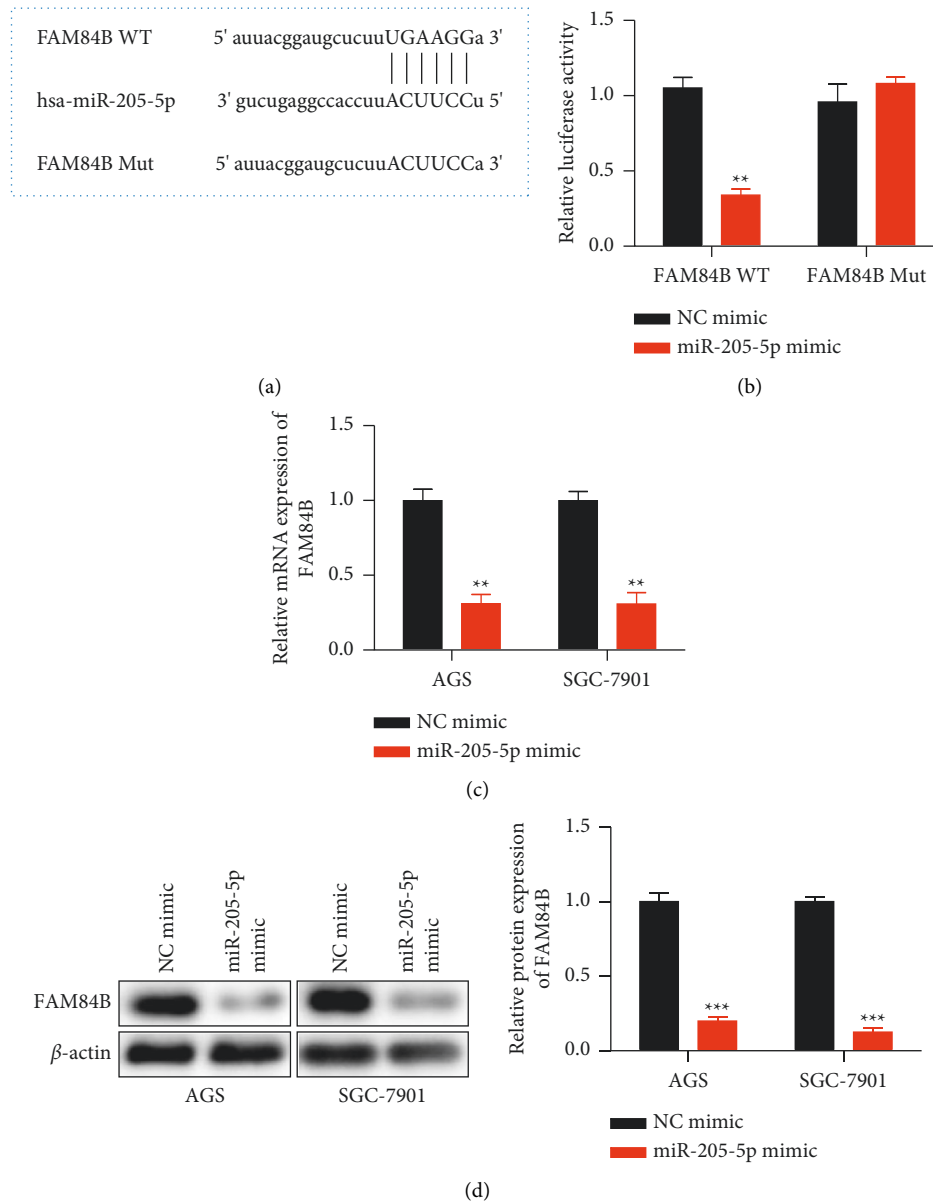 FAM84B WT 5' auuacggaugcucuuUGAAGGa 3'
hsa-miR-205-5p 3' gucugaggccaccuuACUUCCu 5'
FAM84B Mut 5' auuacggaugcucuuACUUCCa 3'
(a)
Relative luciferase activity
1.5
1.0
0.5
0.0
**
FAM84B WT FAM84B Mut
NC mimic
miR-205-5p mimic
(b)
Relative mRNA expression of
FAM84B
1.5
1.0
0.5
0.0
** **
AGS SGC-7901
NC mimic
miR-205-5p mimic
(c)
NC mimic
miR-205-5p
mimic
NC mimic
miR-205-5p
mimic
FAM84B
β-actin
AGS SGC-7901
Relative protein expression
of FAM84B
1.5
1.0
0.5
0.0
*** ***
AGS SGC-7901
NC mimic
miR-205-5p mimic
(d)